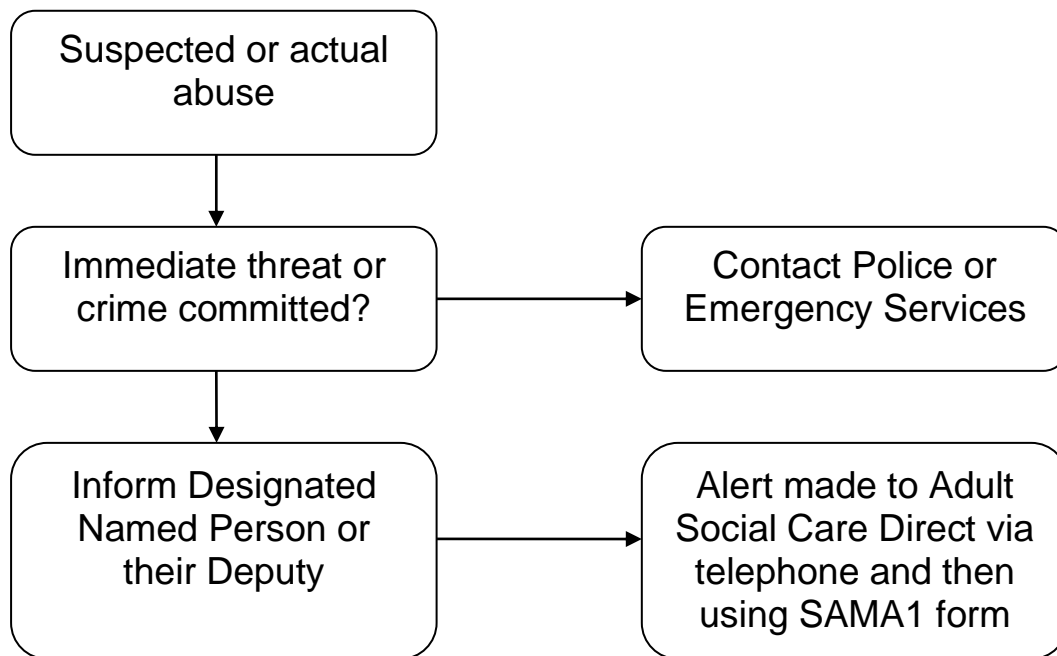 Suspected or actual
abuse
Immediate threat or
crime committed?
Contact Police or
Emergency Services
Inform Designated
Named Person or
their Deputy
Alert made to Adult
Social Care Direct via
telephone and then
using SAMA1 form